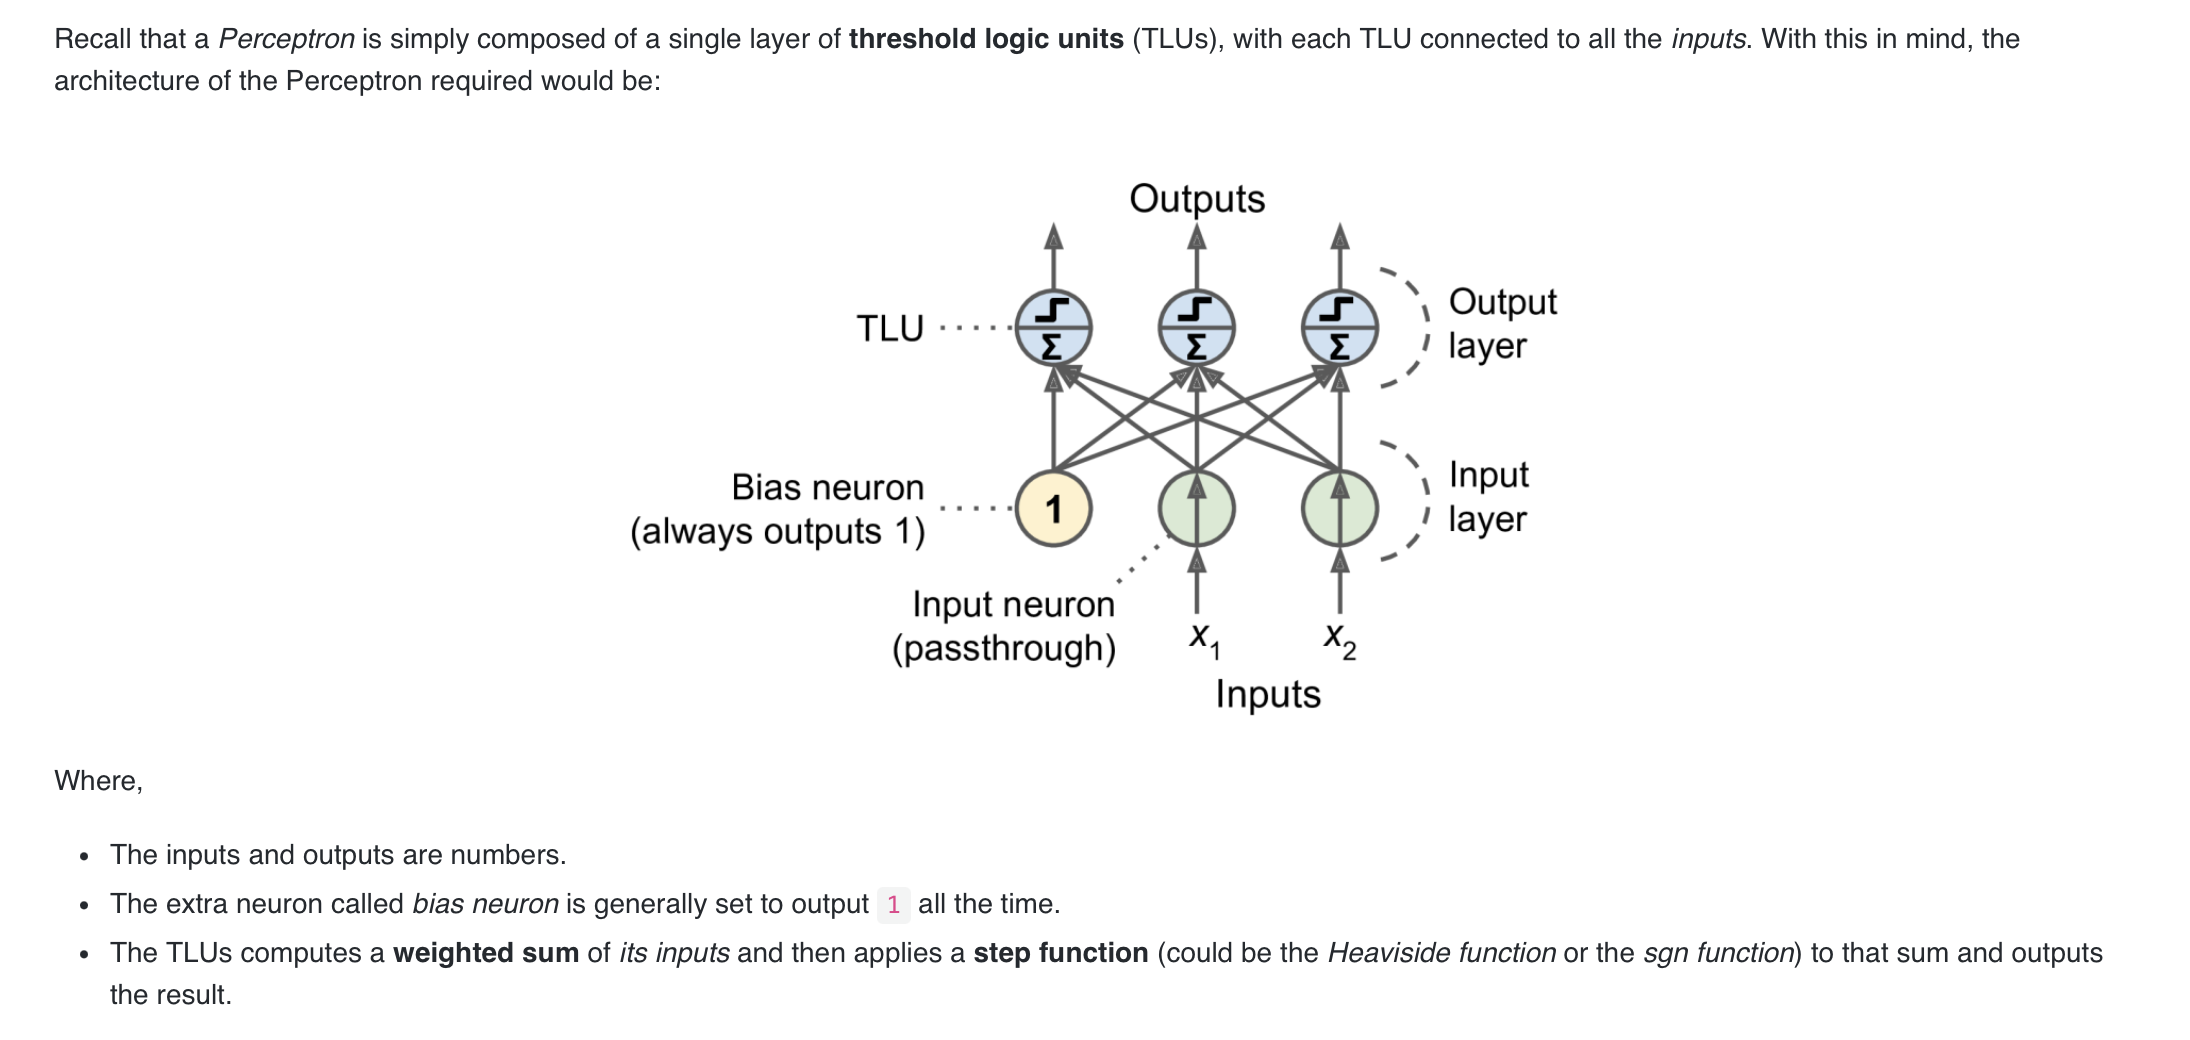 Recall that a Perceptron is simply composed of a single layer of threshold logic units (TLUs), with each TLU connected to all the inputs. With this in mind, the
architecture of the Perceptron required would be:
Outputs
TLU
Σ Σ Σ
Output
layer
Bias neuron
(always outputs 1)
1
Input
layer
Input neuron
(passthrough)
x₁ x₂
Inputs
Where,
• The inputs and outputs are numbers.
• The extra neuron called bias neuron is generally set to output 1 all the time.
• The TLUs computes a weighted sum of its inputs and then applies a step function (could be the Heaviside function or the sgn function) to that sum and outputs
the result.